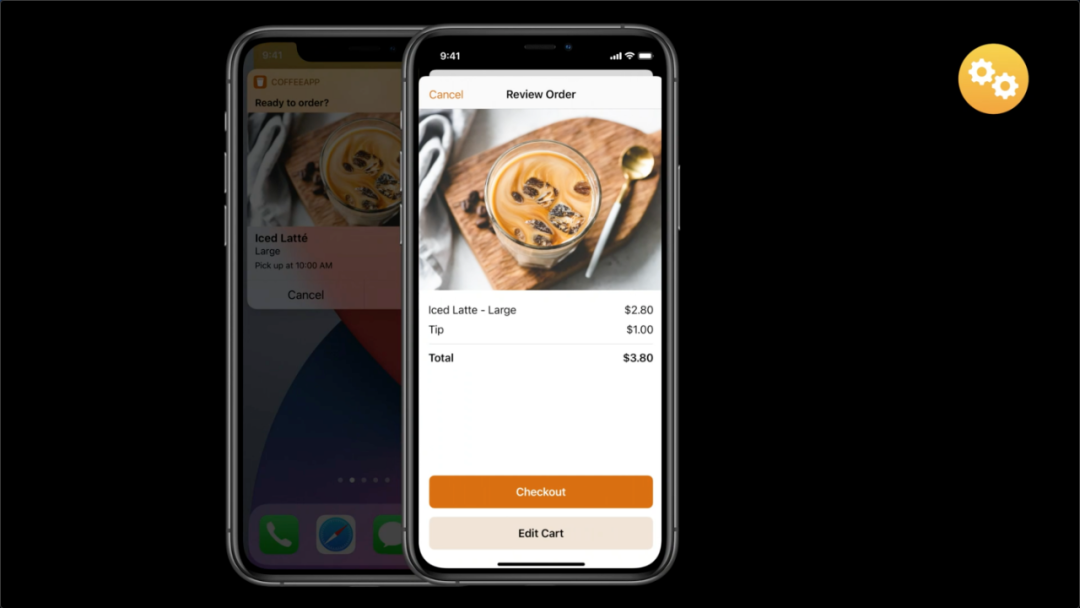 9:41
COFFEEAPP
Ready to order?
Iced Latté
Large
Pick up at 10:00 AM
Cancel
9:41
Cancel
Review Order
Iced Latte - Large $2.80
Tip $1.00
Total $3.80
Checkout
Edit Cart